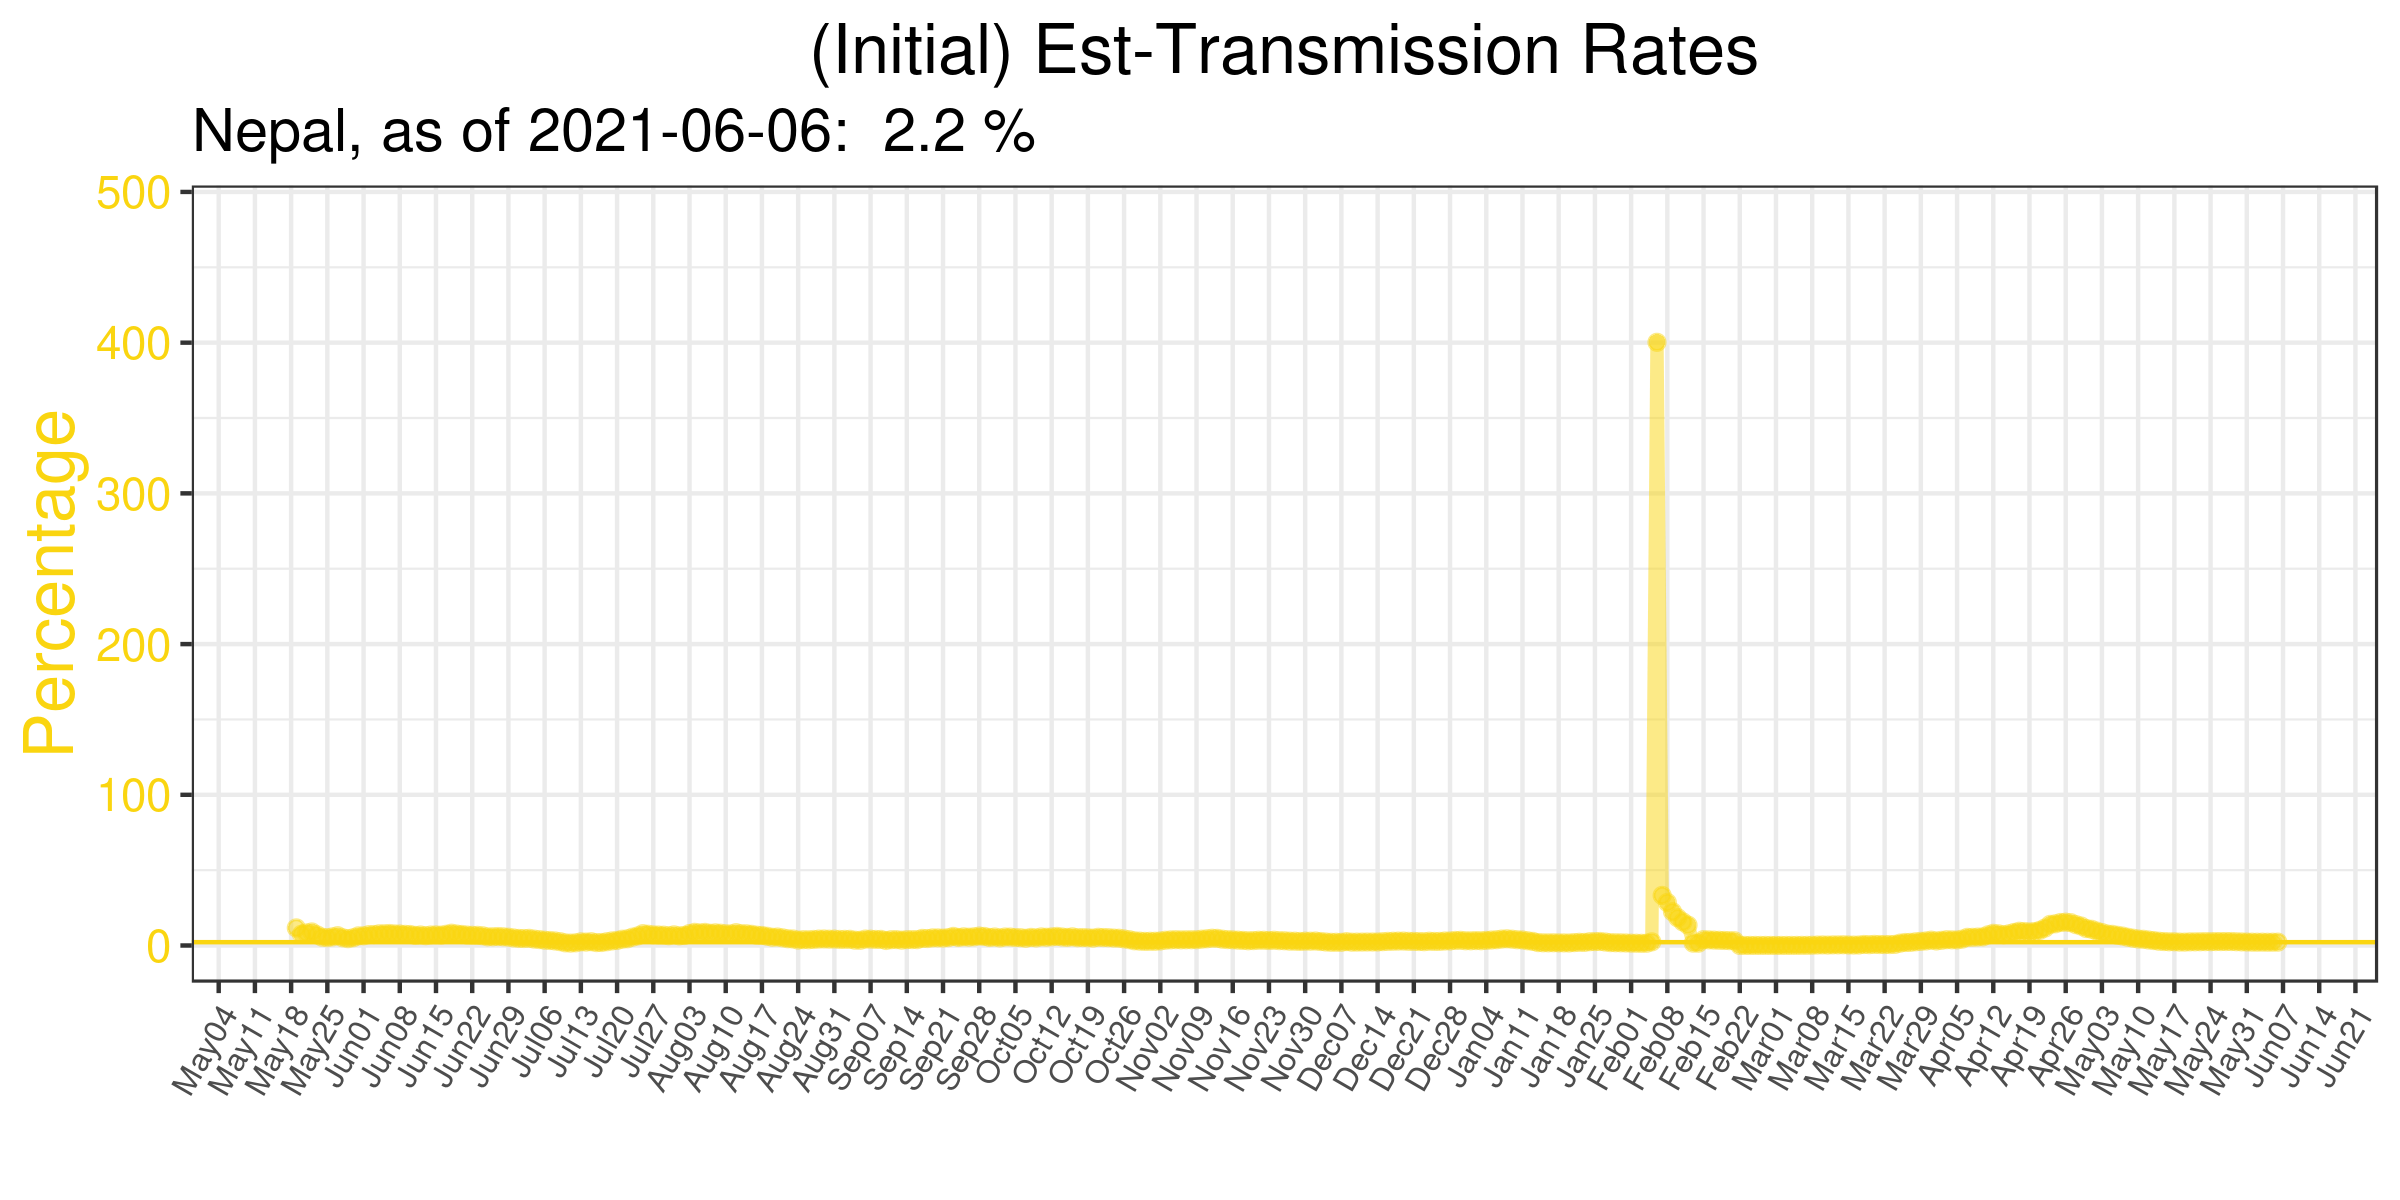 (Initial) Est-Transmission Rates
Nepal, as of 2021-06-06:  2.2 %
Percentage
500
400
300
200
100
0
May04
May11
May18
May25
Jun01
Jun08
Jun15
Jun22
Jun29
Jul06
Jul13
Jul20
Jul27
Aug03
Aug10
Aug17
Aug24
Aug31
Sep07
Sep14
Sep21
Sep28
Oct05
Oct12
Oct19
Oct26
Nov02
Nov09
Nov16
Nov23
Nov30
Dec07
Dec14
Dec21
Dec28
Jan04
Jan11
Jan18
Jan25
Feb01
Feb08
Feb15
Feb22
Mar01
Mar08
Mar15
Mar22
Mar29
Apr05
Apr12
Apr19
Apr26
May03
May10
May17
May24
May31
Jun07
Jun14
Jun21